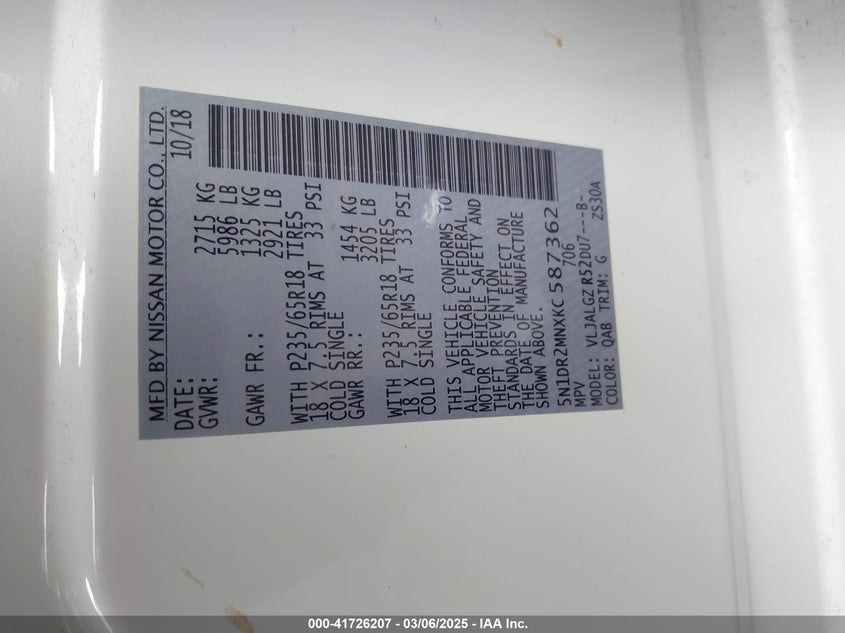 MFD BY NISSAN MOTOR CO., LTD.
DATE: 10/18
GVWR: 2715 KG
5986 LB
GAWR FR.: 1325 KG
2921 LB
WITH P235/65R18 TIRES
18 X 7.5 RIMS AT 33 PSI
COLD SINGLE
GAWR RR.: 1454 KG
3205 LB
WITH P235/65R18 TIRES
18 X 7.5 RIMS AT 33 PSI
COLD SINGLE
THIS VEHICLE CONFORMS TO
ALL APPLICABLE FEDERAL
MOTOR VEHICLE SAFETY AND
THEFT PREVENTION
STANDARDS IN EFFECT ON
THE DATE OF MANUFACTURE
SHOWN ABOVE.
5N1DR2MNXKC587362
MPV 706
MODEL: VLJALGZ R52DU7---B-
COLOR: QAB TRIM: G ZS30A
000-41726207 - 03/06/2025 - IAA Inc.